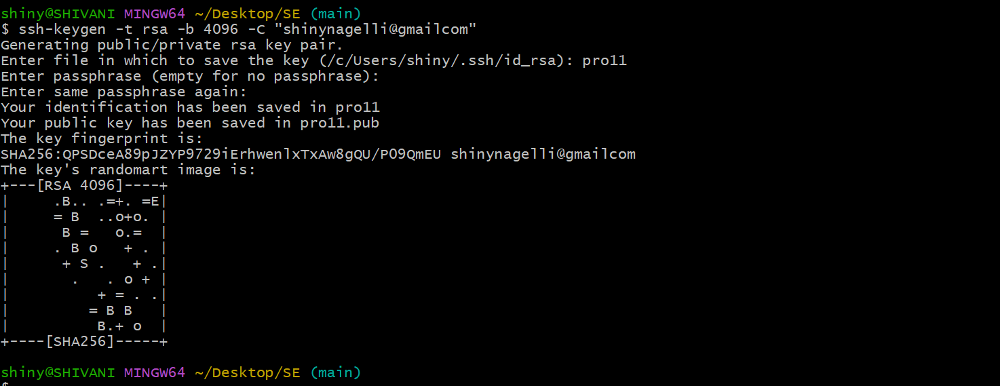 shiny@SHIVANI MINGW64 ~/Desktop/SE (main)
$ ssh-keygen -t rsa -b 4096 -C "shinynagelli@gmailcom"
Generating public/private rsa key pair.
Enter file in which to save the key (/c/Users/shiny/.ssh/id_rsa): pro11
Enter passphrase (empty for no passphrase):
Enter same passphrase again:
Your identification has been saved in pro11
Your public key has been saved in pro11.pub
The key fingerprint is:
SHA256:QPSDceA89pJZYP9729iErhwenlxTxAw8gQU/PO9QmEU shinynagelli@gmailcom
The key's randomart image is:
+---[RSA 4096]----+
|     .B.. .=+. =E|
|     = B  ..o+o. |
|      B =   o.=  |
|     . B o   + . |
|      + S .   + .|
|       .   . o + |
|          + = . .|
|         = B B   |
|          B.+ o  |
+----[SHA256]-----+
shiny@SHIVANI MINGW64 ~/Desktop/SE (main)
$